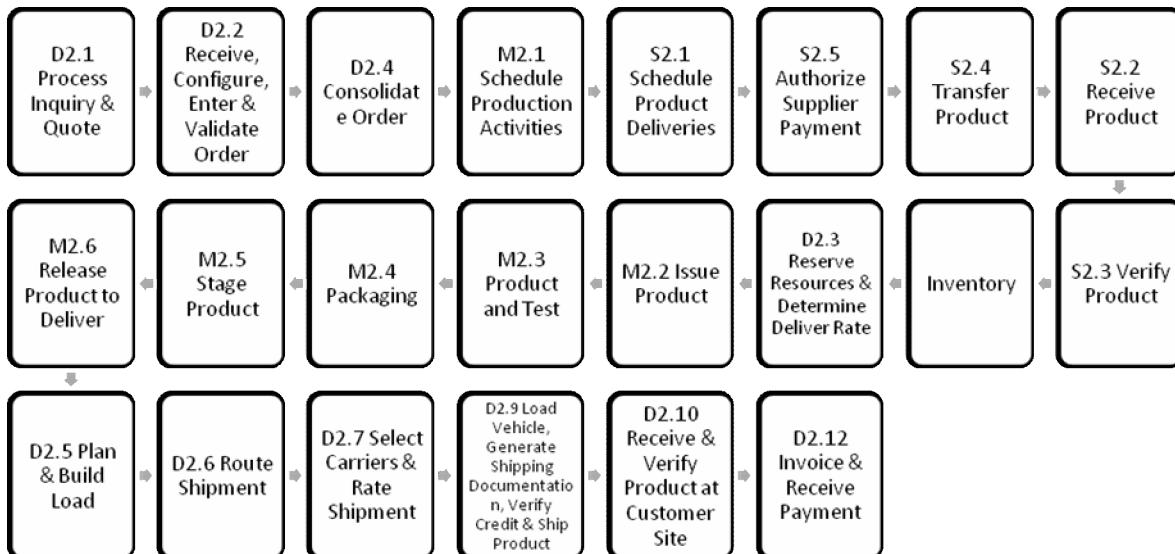 D2.1
Process
Inquiry &
Quote
D2.2
Receive,
Configure,
Enter &
Validate
Order
D2.4
Consolidat
e Order
M2.1
Schedule
Production
Activities
S2.1
Schedule
Product
Deliveries
S2.5
Authorize
Supplier
Payment
S2.4
Transfer
Product
S2.2
Receive
Product
M2.6
Release
Product to
Deliver
M2.5
Stage
Product
M2.4
Packaging
M2.3
Product
and Test
M2.2 Issue
Product
D2.3
Reserve
Resources &
Determine
Deliver Rate
Inventory
S2.3 Verify
Product
D2.5 Plan
& Build
Load
D2.6 Route
Shipment
D2.7 Select
Carriers &
Rate
Shipment
D2.9 Load
Vehicle,
Generate
Shipping
Documentatio
n, Verify
Credit & Ship
Product
D2.10
Receive &
Verify
Product at
Customer
Site
D2.12
Invoice &
Receive
Payment